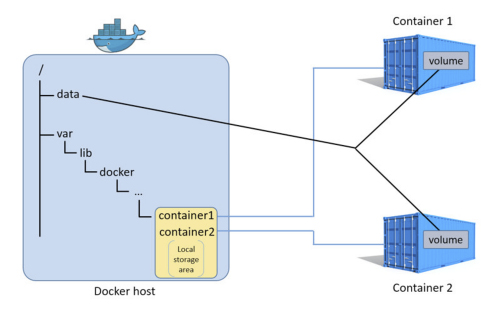 Container 1
volume
/
data
var
lib
docker
...
container1
container2
Local
storage
area
volume
Docker host
Container 2